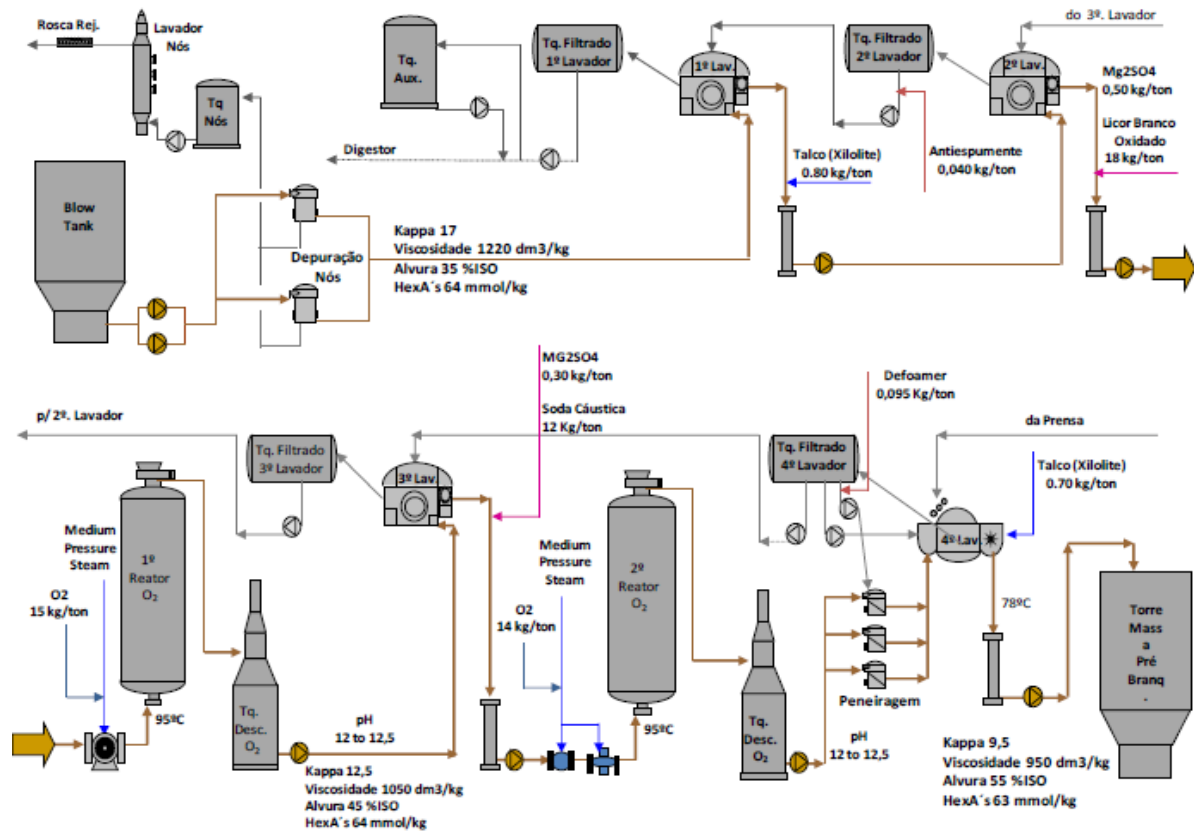 Rosca Rej.
Lavador
Nós
Tq
Nós
Tq.
Aux.
Tq. Filtrado
1º Lavador
1º Lav.
Tq. Filtrado
2º Lavador
do 3º. Lavador
2º Lav.
Mg2SO4
0,50 kg/ton
Licor Branco
Oxidado
18 kg/ton
Digestor
Talco (Xilolite)
0.80 kg/ton
Antiespumente
0,040 kg/ton
Blow
Tank
Depuração
Nós
Kappa 17
Viscosidade 1220 dm3/kg
Alvura 35 %ISO
HexA´s 64 mmol/kg
MG2SO4
0,30 kg/ton
Defoamer
0,095 Kg/ton
p/ 2º. Lavador
Soda Cáustica
12 Kg/ton
da Prensa
Tq. Filtrado
3º Lavador
3º Lav.
Tq. Filtrado
4º Lavador
Talco (Xilolite)
0.70 kg/ton
4º Lav.
Medium
Pressure
Steam
1º
Reator
O2
O2
15 kg/ton
Medium
Pressure
Steam
2º
Reator
O2
O2
14 kg/ton
78ºC
Torre
Mass
a
Pré
Branq
.
Peneiragem
95ºC
Tq.
Desc.
O2
pH
12 to 12,5
95ºC
Tq.
Desc.
O2
pH
12 to 12,5
Kappa 12,5
Viscosidade 1050 dm3/kg
Alvura 45 %ISO
HexA´s 64 mmol/kg
Kappa 9,5
Viscosidade 950 dm3/kg
Alvura 55 %ISO
HexA´s 63 mmol/kg